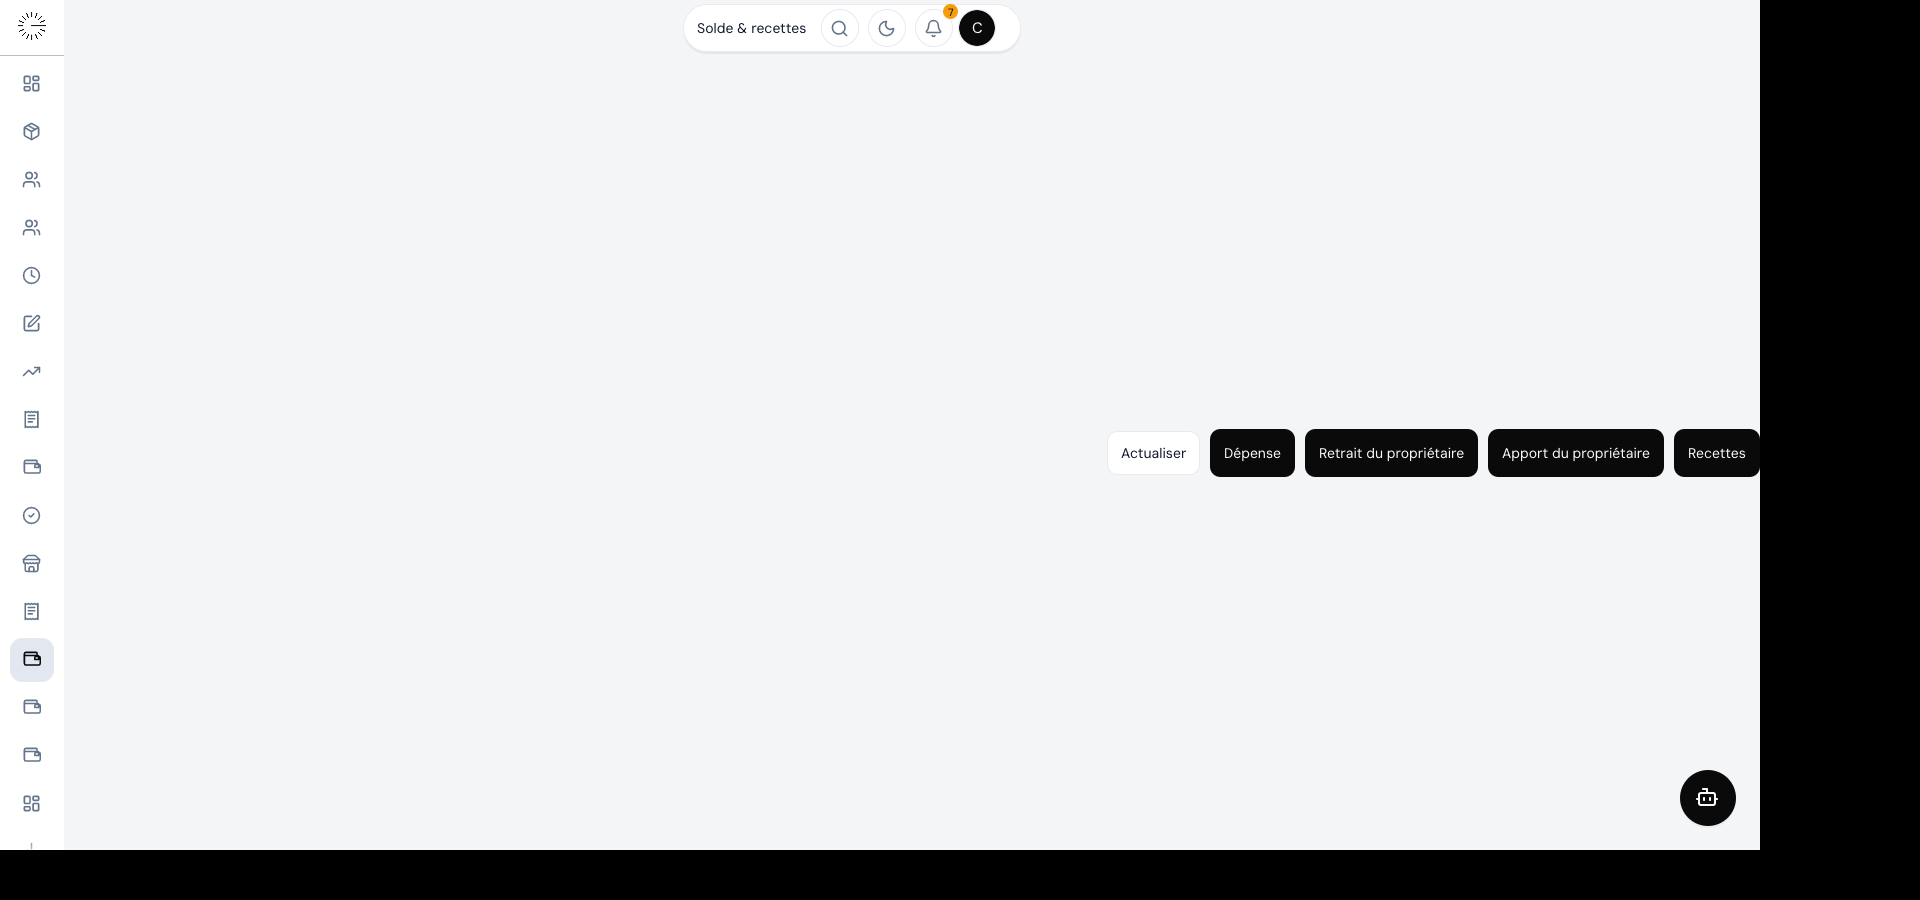 Solde & recettes
7
C
Actualiser
Dépense
Retrait du propriétaire
Apport du propriétaire
Recettes